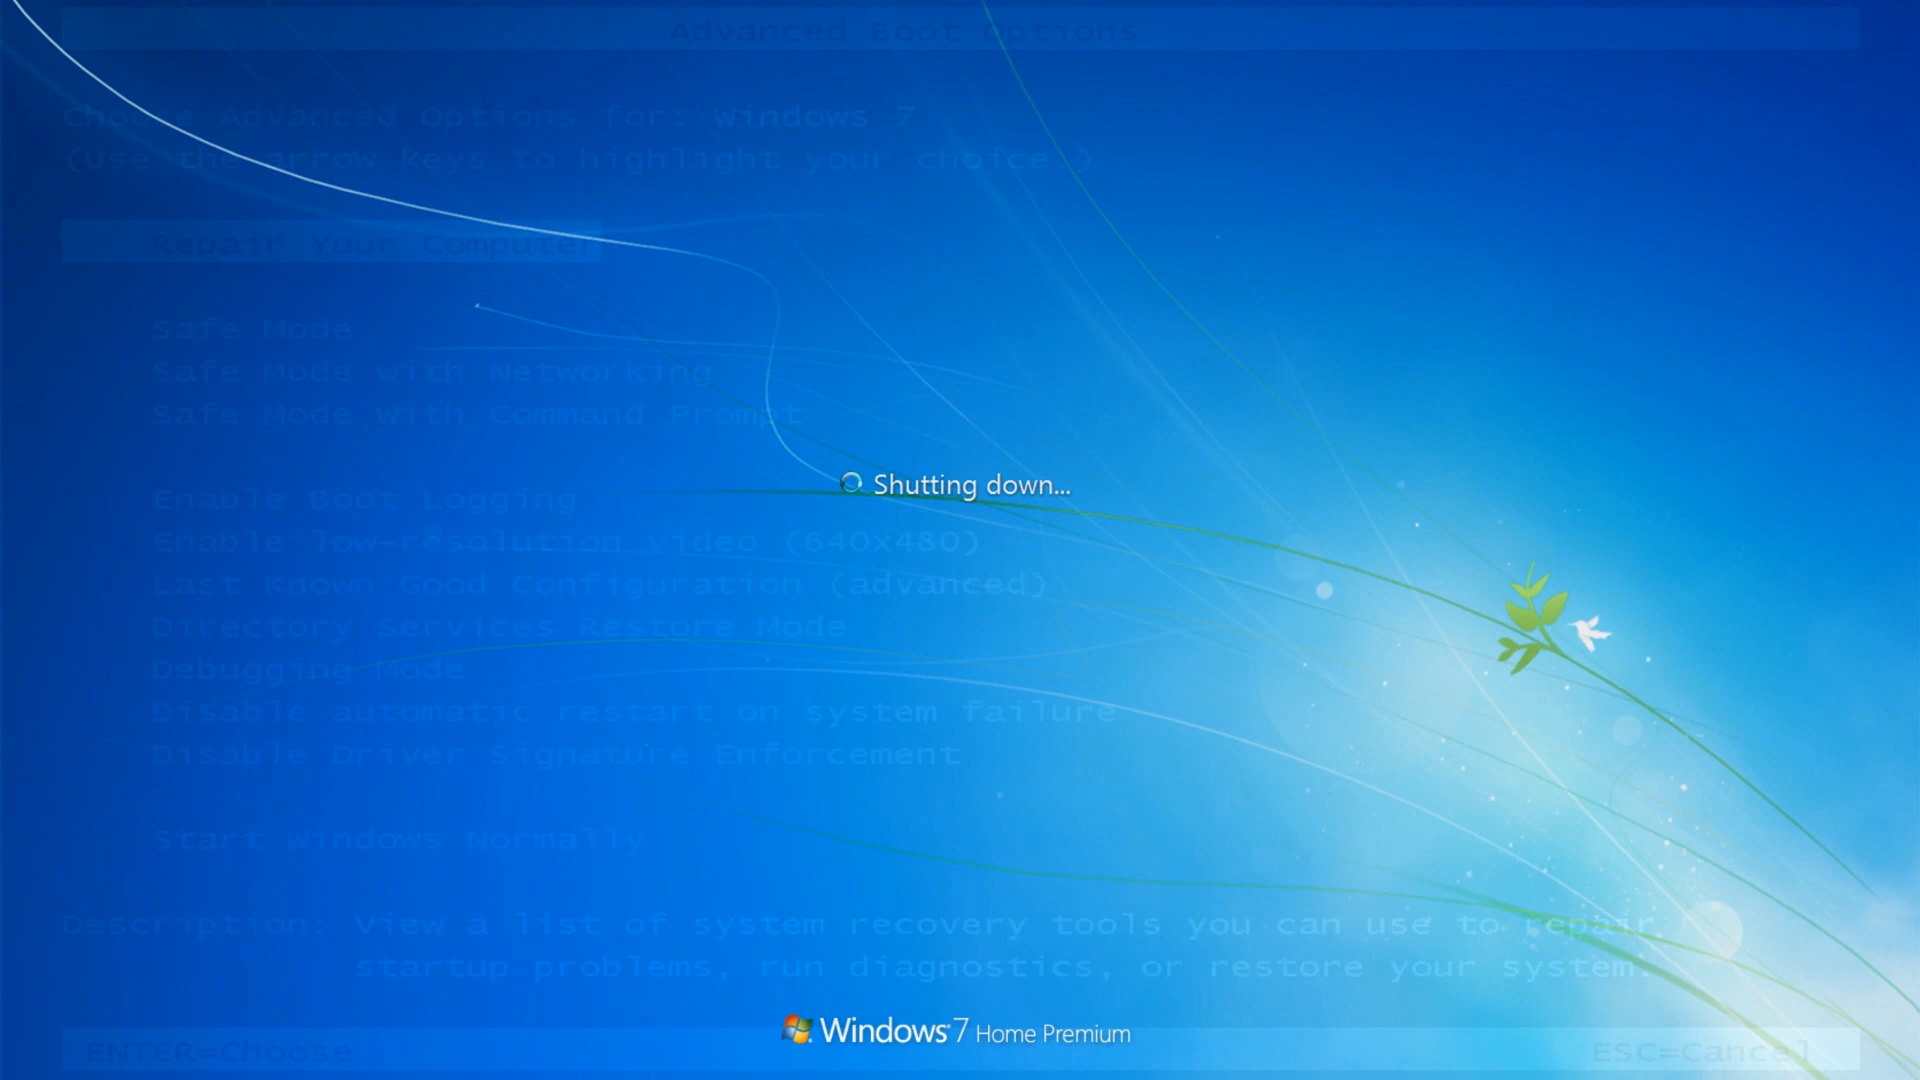 Advanced Boot Options
Choose Advanced Options for: Windows 7
(Use the arrow keys to highlight your choice.)
Repair Your Computer
Safe Mode
Safe Mode with Networking
Safe Mode with Command Prompt
Shutting down...
Enable Boot Logging
Enable low-resolution video (640x480)
Last Known Good Configuration (advanced)
Directory Services Restore Mode
Debugging Mode
Disable automatic restart on system failure
Disable Driver Signature Enforcement
Start Windows Normally
Description: View a list of system recovery tools you can use to repair
startup problems, run diagnostics, or restore your system.
Windows 7 Home Premium
ENTER=Choose ESC=Cancel